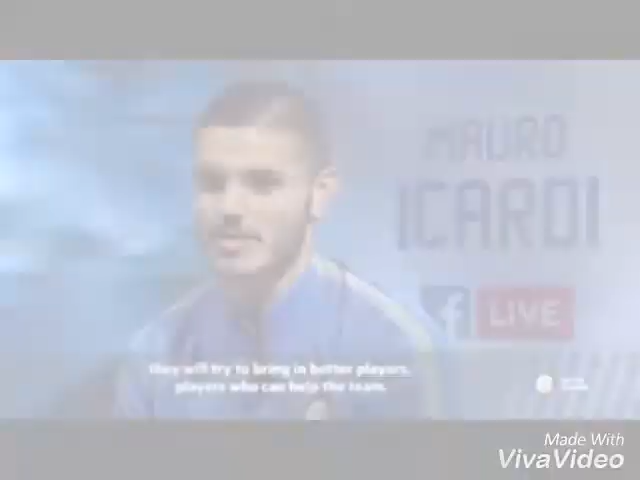 MAURO
ICARDI
f LIVE
they will try to bring in better players,
players who can help the team.
Made With
VivaVideo